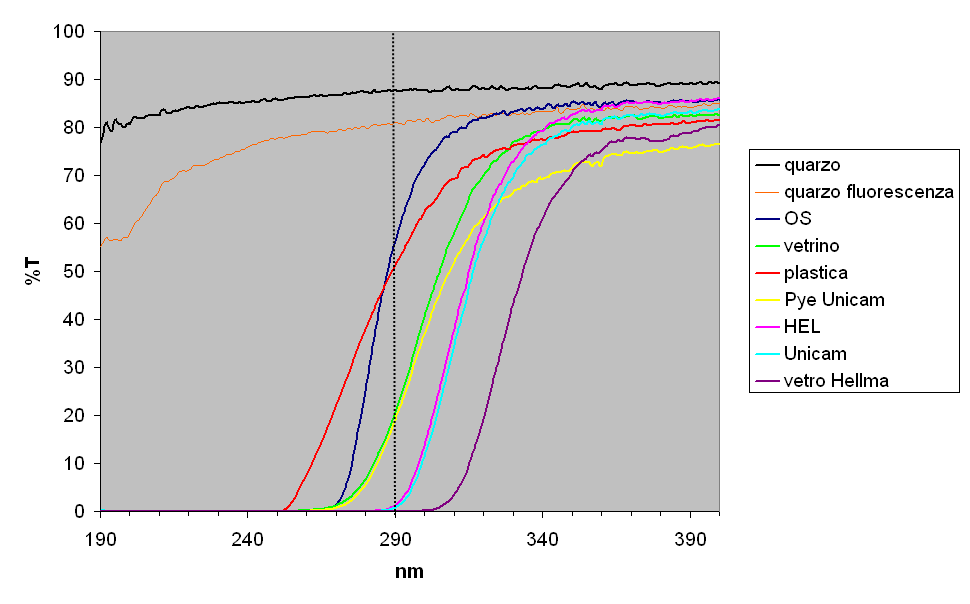 100
90
80
70
60
50
40
30
20
10
0
%T
190 240 290 340 390
nm
quarzo
quarzo fluorescenza
OS
vetrino
plastica
Pye Unicam
HEL
Unicam
vetro Hellma